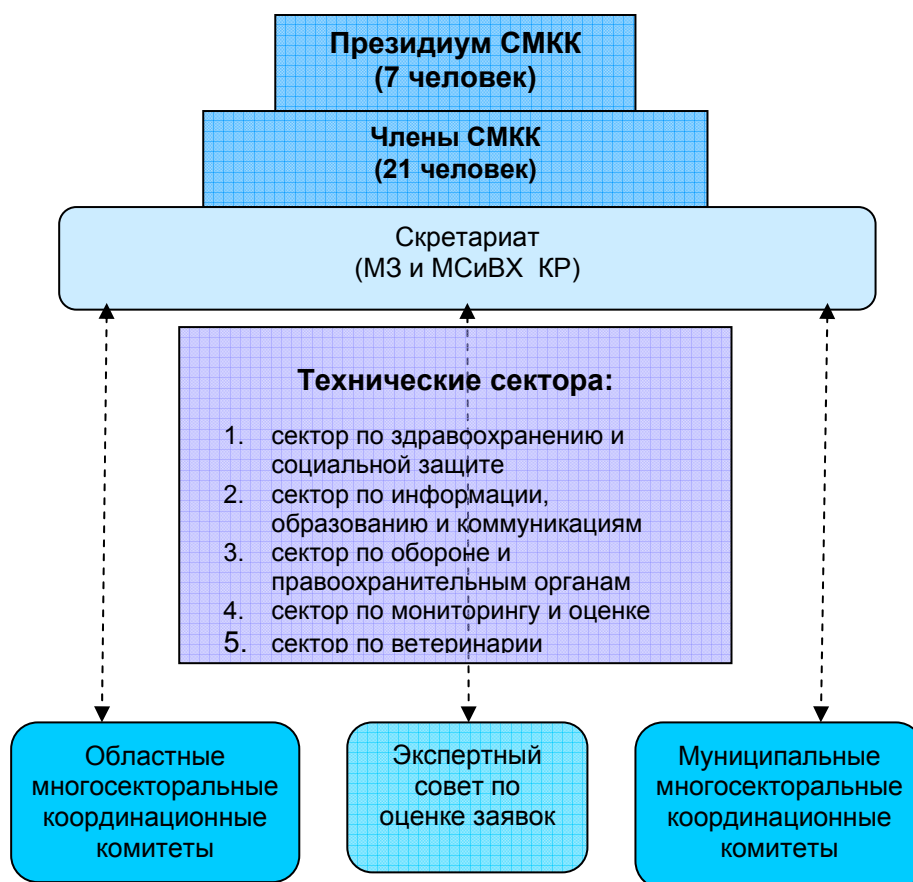 Президиум СМКК
(7 человек)
Члены СМКК
(21 человек)
Скретариат
(МЗ и МСиВХ КР)
Технические сектора:
1. сектор по здравоохранению и
социальной защите
2. сектор по информации,
образованию и коммуникациям
3. сектор по обороне и
правоохранительным органам
4. сектор по мониторингу и оценке
5. сектор по ветеринарии
Областные
многосекторальные
координационные
комитеты
Экспертный
совет по
оценке заявок
Муниципальные
многосекторальные
координационные
комитеты